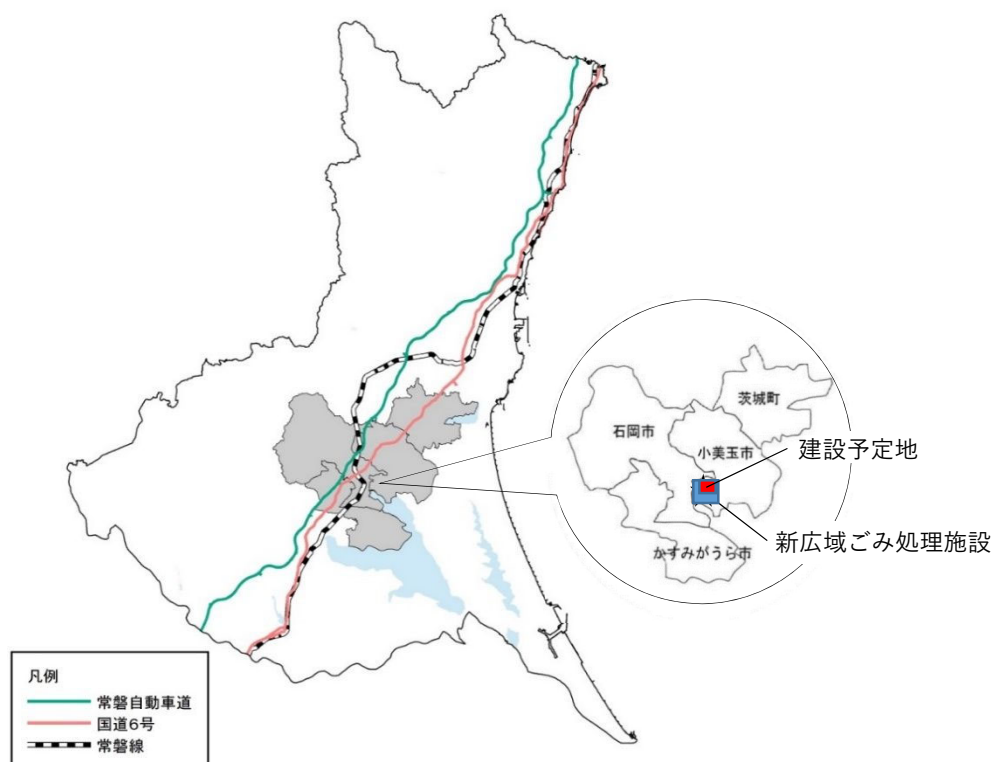 茨城町
石岡市
小美玉市
建設予定地
新広域ごみ処理施設
かすみがうら市
凡例
常磐自動車道
国道6号
常磐線